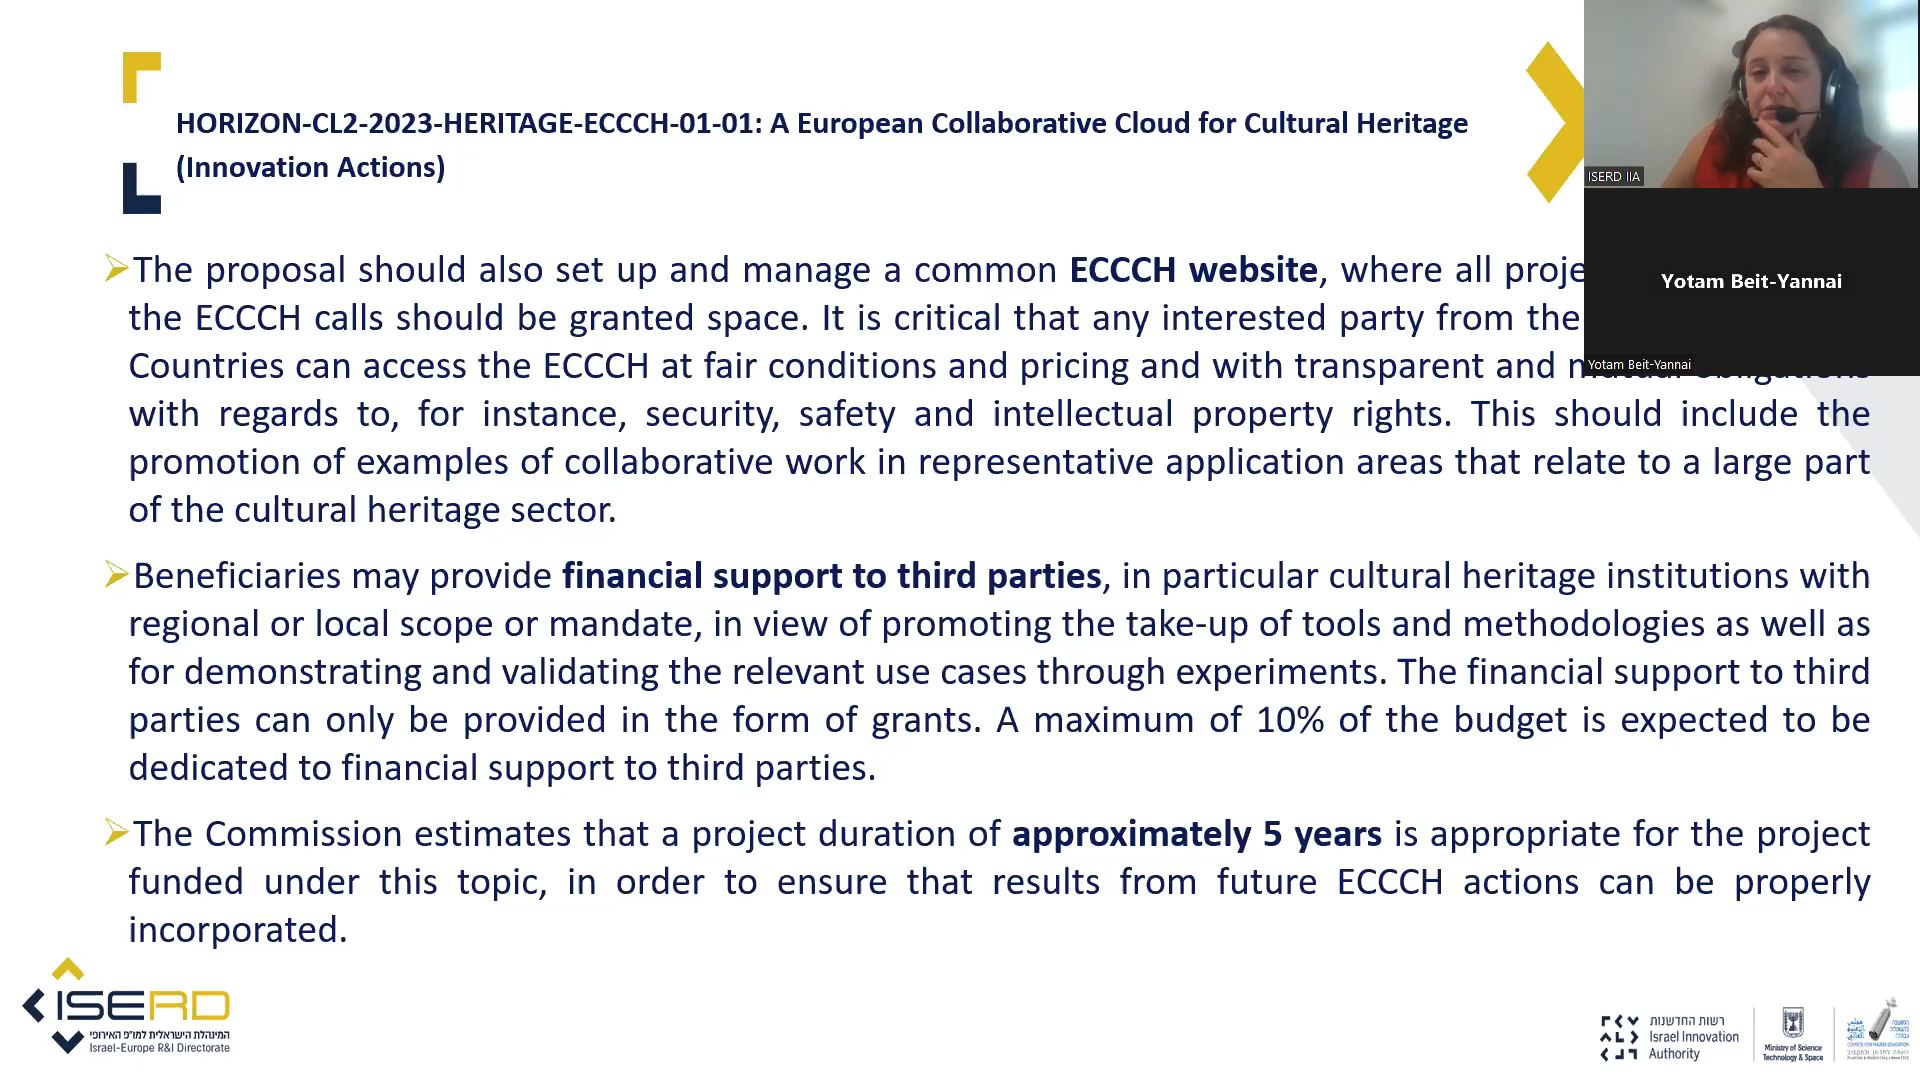 HORIZON-CL2-2023-HERITAGE-ECCCH-01-01: A European Collaborative Cloud for Cultural Heritage
(Innovation Actions)
➢The proposal should also set up and manage a common ECCCH website, where all proje
the ECCCH calls should be granted space. It is critical that any interested party from the
Countries can access the ECCCH at fair conditions and pricing and with transparent and
with regards to, for instance, security, safety and intellectual property rights. This should include the
promotion of examples of collaborative work in representative application areas that relate to a large part
of the cultural heritage sector.
➢Beneficiaries may provide financial support to third parties, in particular cultural heritage institutions with
regional or local scope or mandate, in view of promoting the take-up of tools and methodologies as well as
for demonstrating and validating the relevant use cases through experiments. The financial support to third
parties can only be provided in the form of grants. A maximum of 10% of the budget is expected to be
dedicated to financial support to third parties.
➢The Commission estimates that a project duration of approximately 5 years is appropriate for the project
funded under this topic, in order to ensure that results from future ECCCH actions can be properly
incorporated.
ISERD IIA
Yotam Beit-Yannai
Yotam Beit-Yannai
ISERD
המינהלת הישראלית למו״פ האירופי
Israel-Europe R&I Directorate
רשות החדשנות
Israel Innovation
Authority
Ministry of Science
Technology & Space